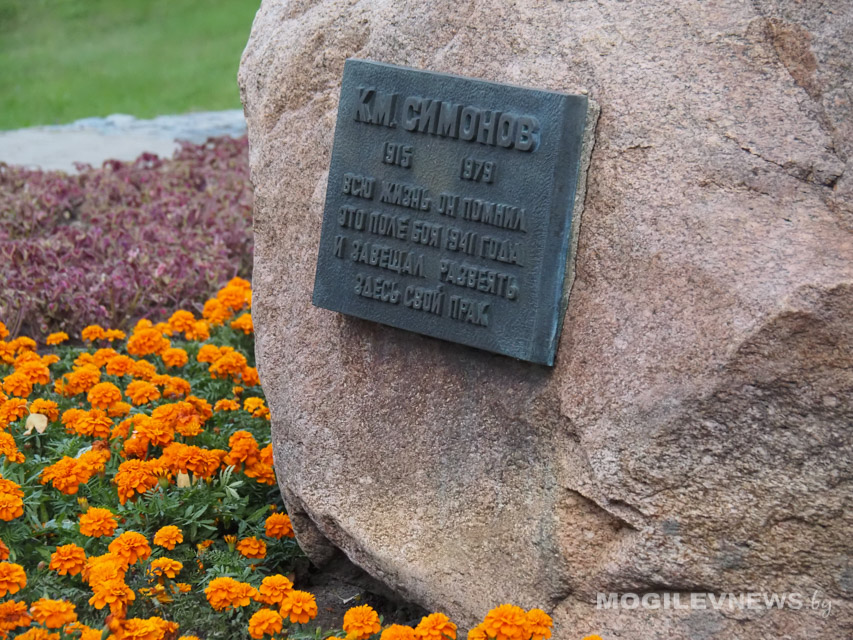 К.М. СИМОНОВ
1915 1979
ВСЮ ЖИЗНЬ ОН ПОМНИЛ
ЭТО ПОЛЕ БОЯ 1941 ГОДА
И ЗАВЕЩАЛ РАЗВЕЯТЬ
ЗДЕСЬ СВОЙ ПРАХ
MOGILEVNEWS.by